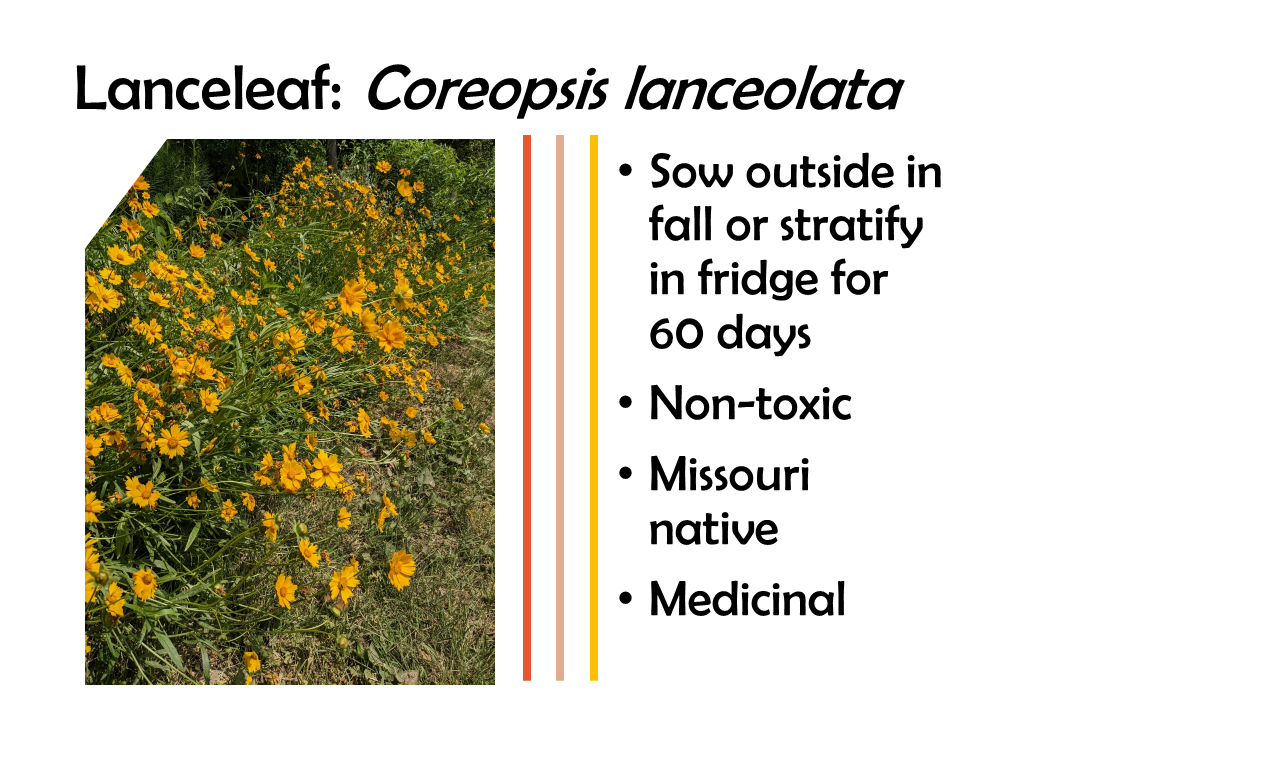 Lanceleaf: Coreopsis lanceolata
• Sow outside in
fall or stratify
in fridge for
60 days
• Non-toxic
• Missouri
native
• Medicinal